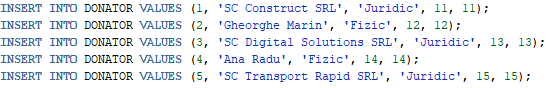 INSERT INTO DONATOR VALUES (1, 'SC Construct SRL', 'Juridic', 11, 11);
INSERT INTO DONATOR VALUES (2, 'Gheorghe Marin', 'Fizic', 12, 12);
INSERT INTO DONATOR VALUES (3, 'SC Digital Solutions SRL', 'Juridic', 13, 13);
INSERT INTO DONATOR VALUES (4, 'Ana Radu', 'Fizic', 14, 14);
INSERT INTO DONATOR VALUES (5, 'SC Transport Rapid SRL', 'Juridic', 15, 15);